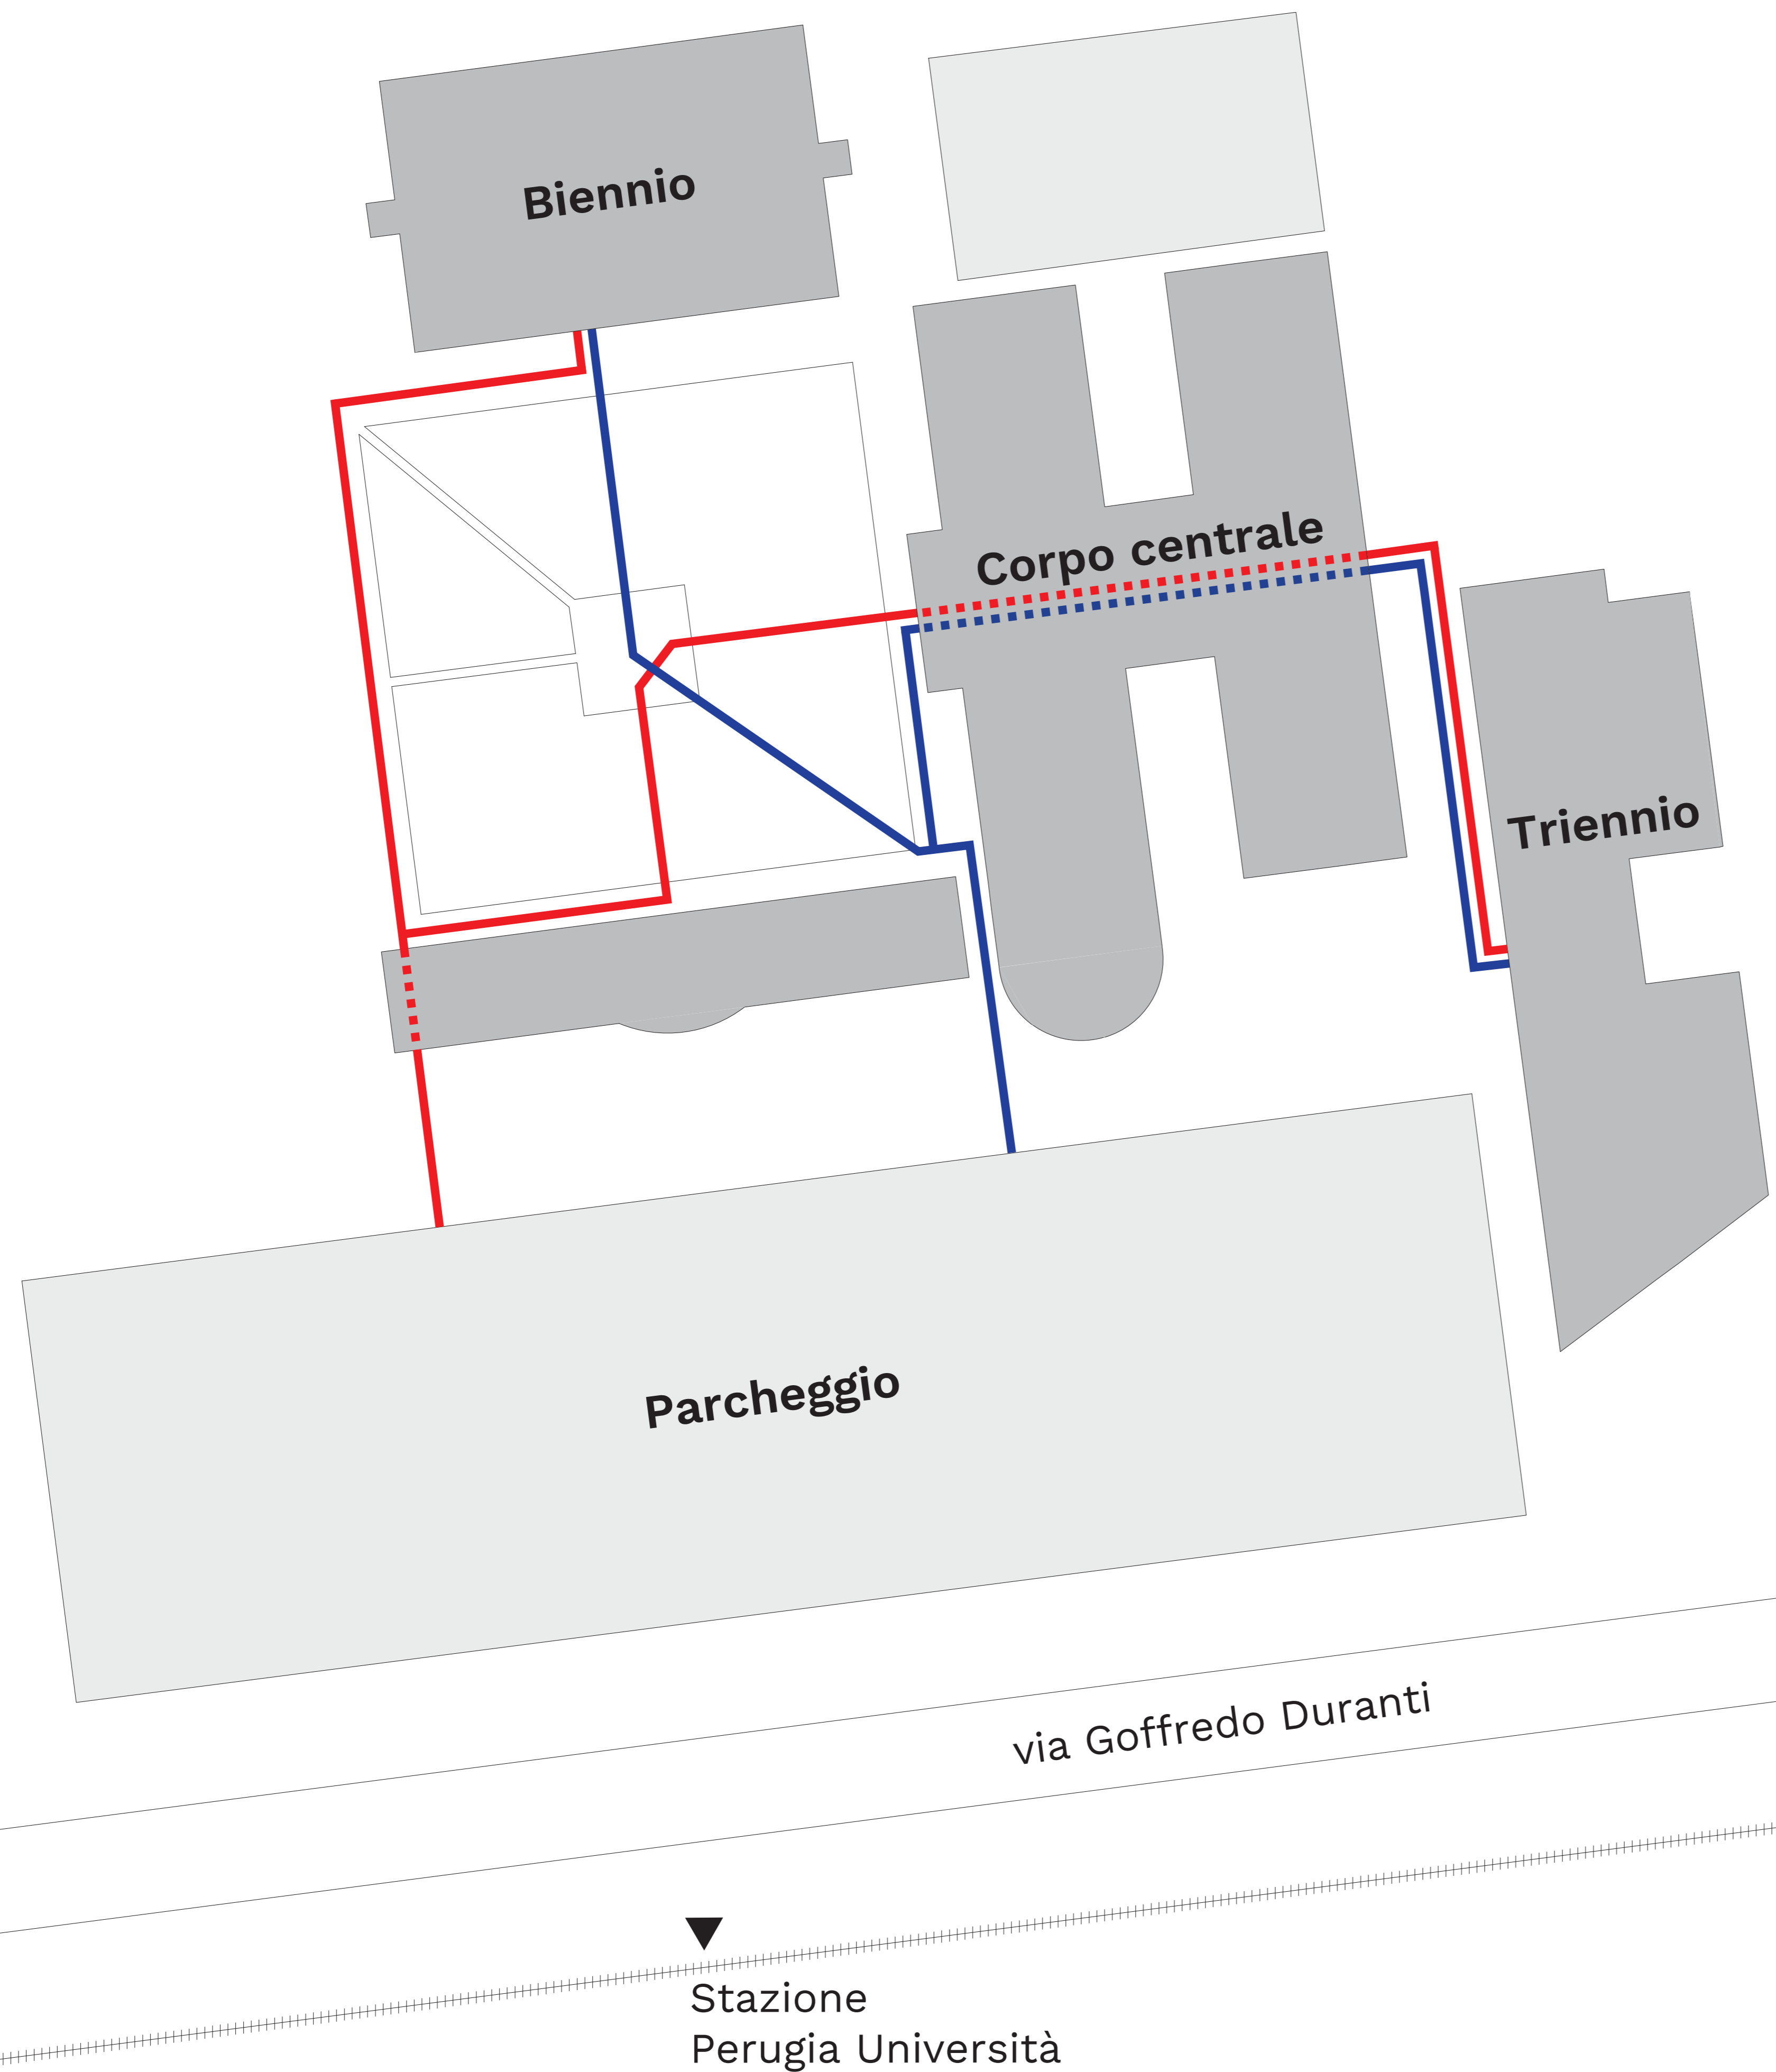 Biennio
Corpo centrale
Triennio
Parcheggio
via Goffredo Duranti
Stazione
Perugia Università